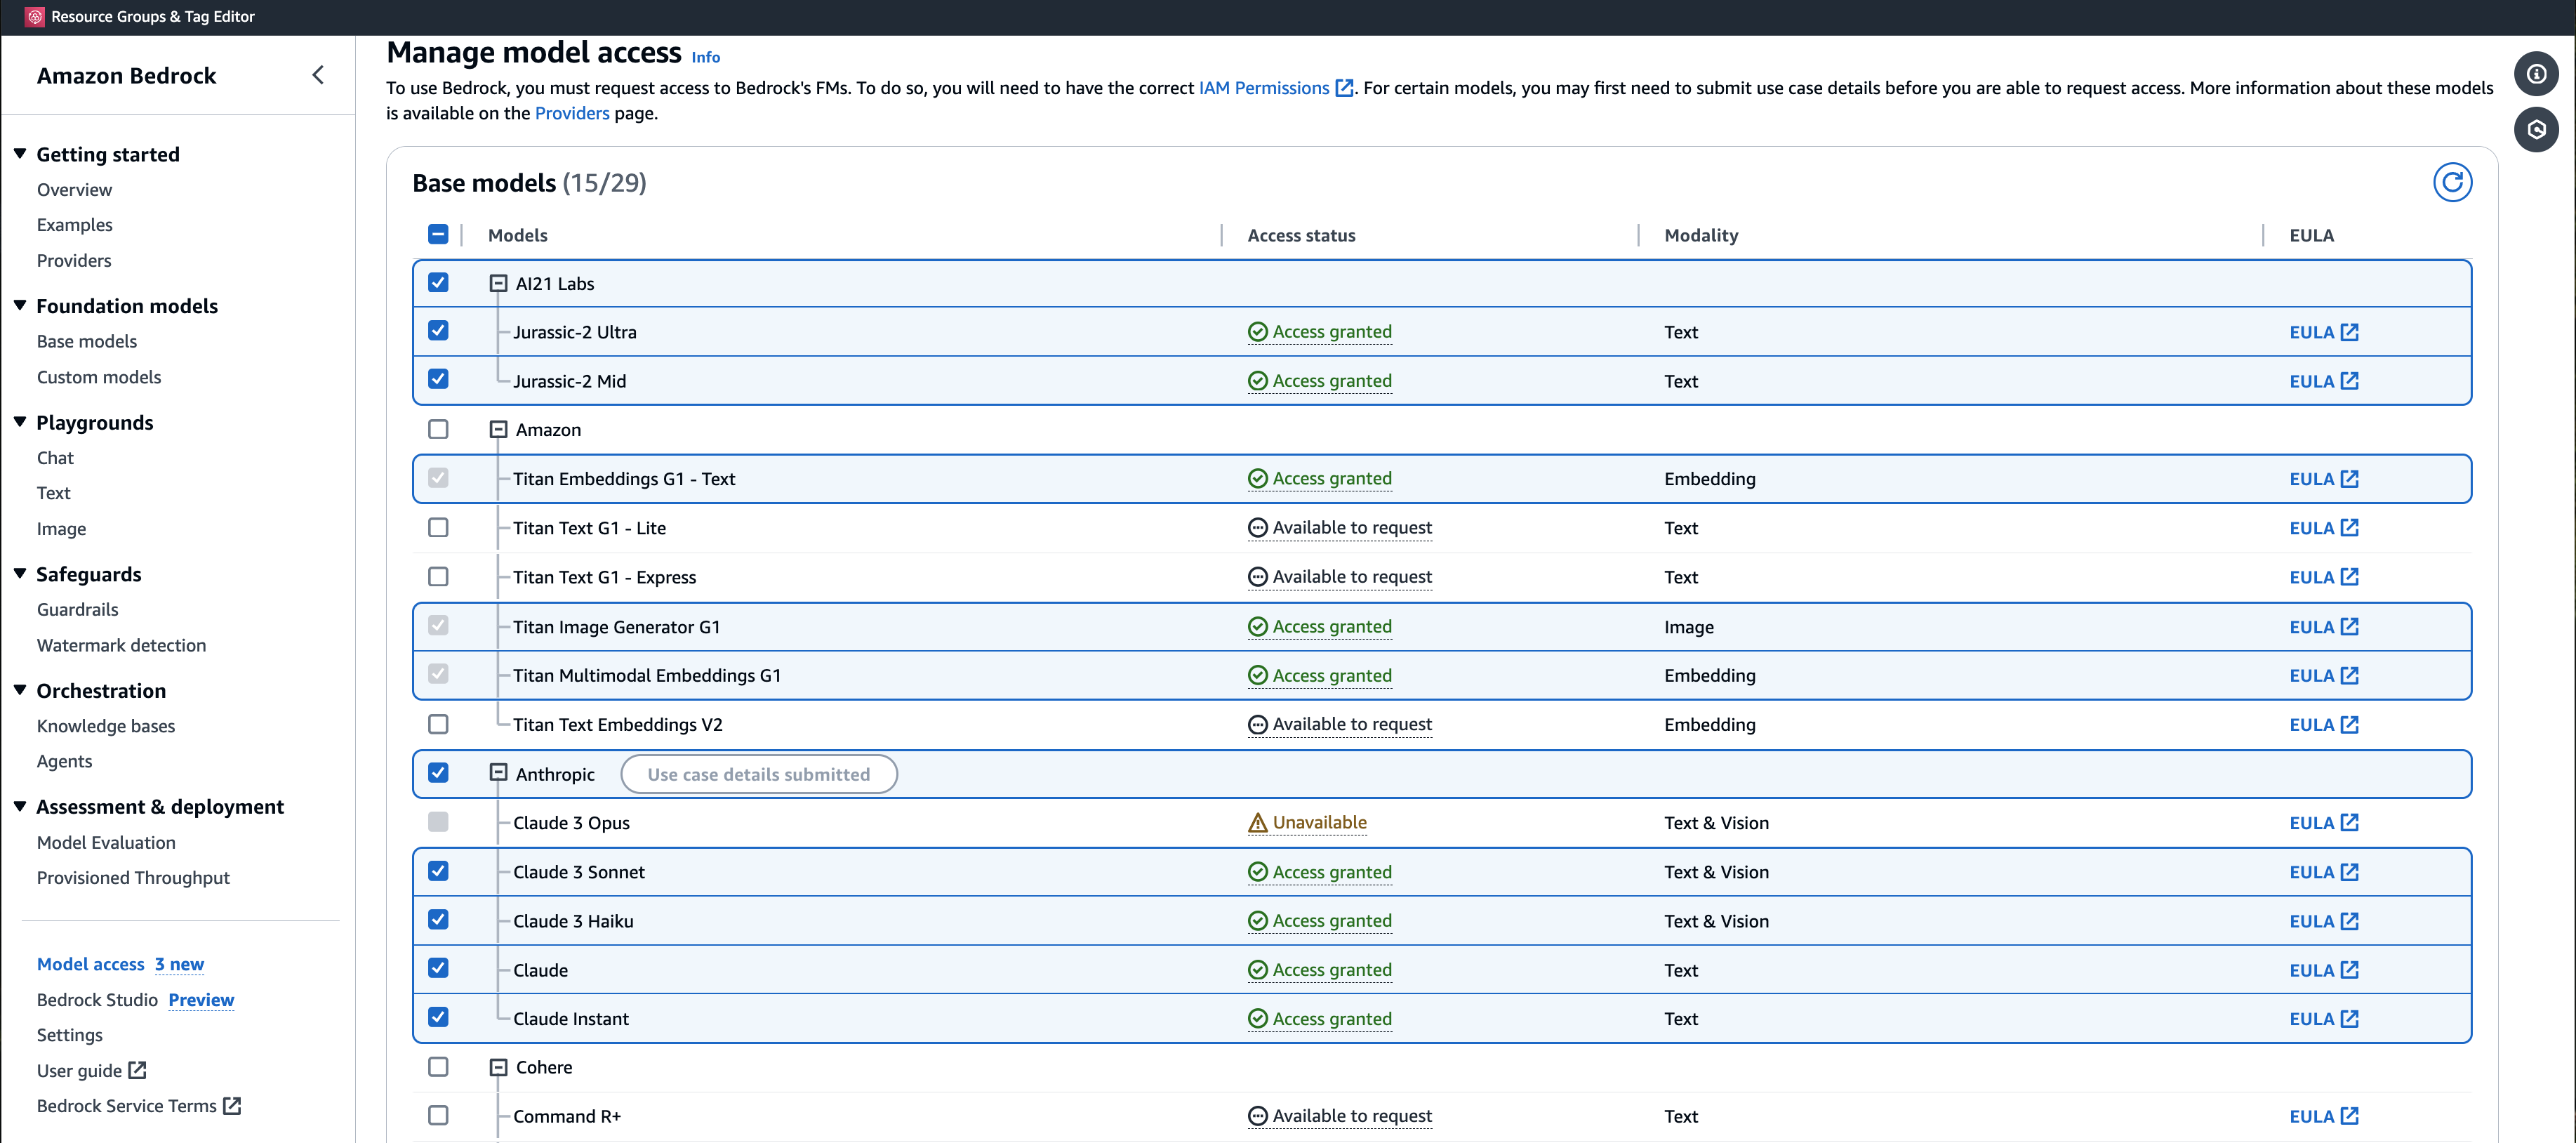 Resource Groups & Tag Editor
Amazon Bedrock
Getting started
Overview
Examples
Providers
Foundation models
Base models
Custom models
Playgrounds
Chat
Text
Image
Safeguards
Guardrails
Watermark detection
Orchestration
Knowledge bases
Agents
Assessment & deployment
Model Evaluation
Provisioned Throughput
Model access 3 new
Bedrock Studio Preview
Settings
User guide
Bedrock Service Terms
Manage model access Info
To use Bedrock, you must request access to Bedrock's FMs. To do so, you will need to have the correct IAM Permissions. For certain models, you may first need to submit use case details before you are able to request access. More information about these models
is available on the Providers page.
Base models (15/29)
Models Access status Modality EULA
AI21 Labs
Jurassic-2 Ultra Access granted Text EULA
Jurassic-2 Mid Access granted Text EULA
Amazon
Titan Embeddings G1 - Text Access granted Embedding EULA
Titan Text G1 - Lite Available to request Text EULA
Titan Text G1 - Express Available to request Text EULA
Titan Image Generator G1 Access granted Image EULA
Titan Multimodal Embeddings G1 Access granted Embedding EULA
Titan Text Embeddings V2 Available to request Embedding EULA
Anthropic Use case details submitted
Claude 3 Opus Unavailable Text & Vision EULA
Claude 3 Sonnet Access granted Text & Vision EULA
Claude 3 Haiku Access granted Text & Vision EULA
Claude Access granted Text EULA
Claude Instant Access granted Text EULA
Cohere
Command R+ Available to request Text EULA